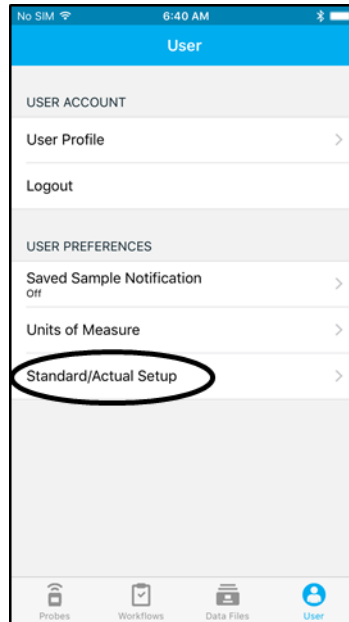 No SIM 6:40 AM
User
USER ACCOUNT
User Profile
Logout
USER PREFERENCES
Saved Sample Notification
Off
Units of Measure
Standard/Actual Setup
Probes Workflows Data Files User